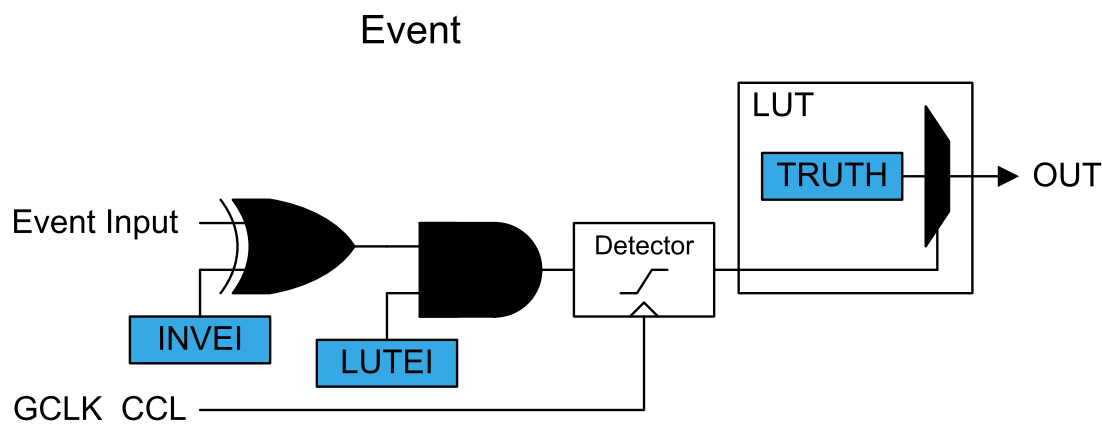 Event
LUT
TRUTH
OUT
Event Input
Detector
INVEI
LUTEI
GCLK CCL